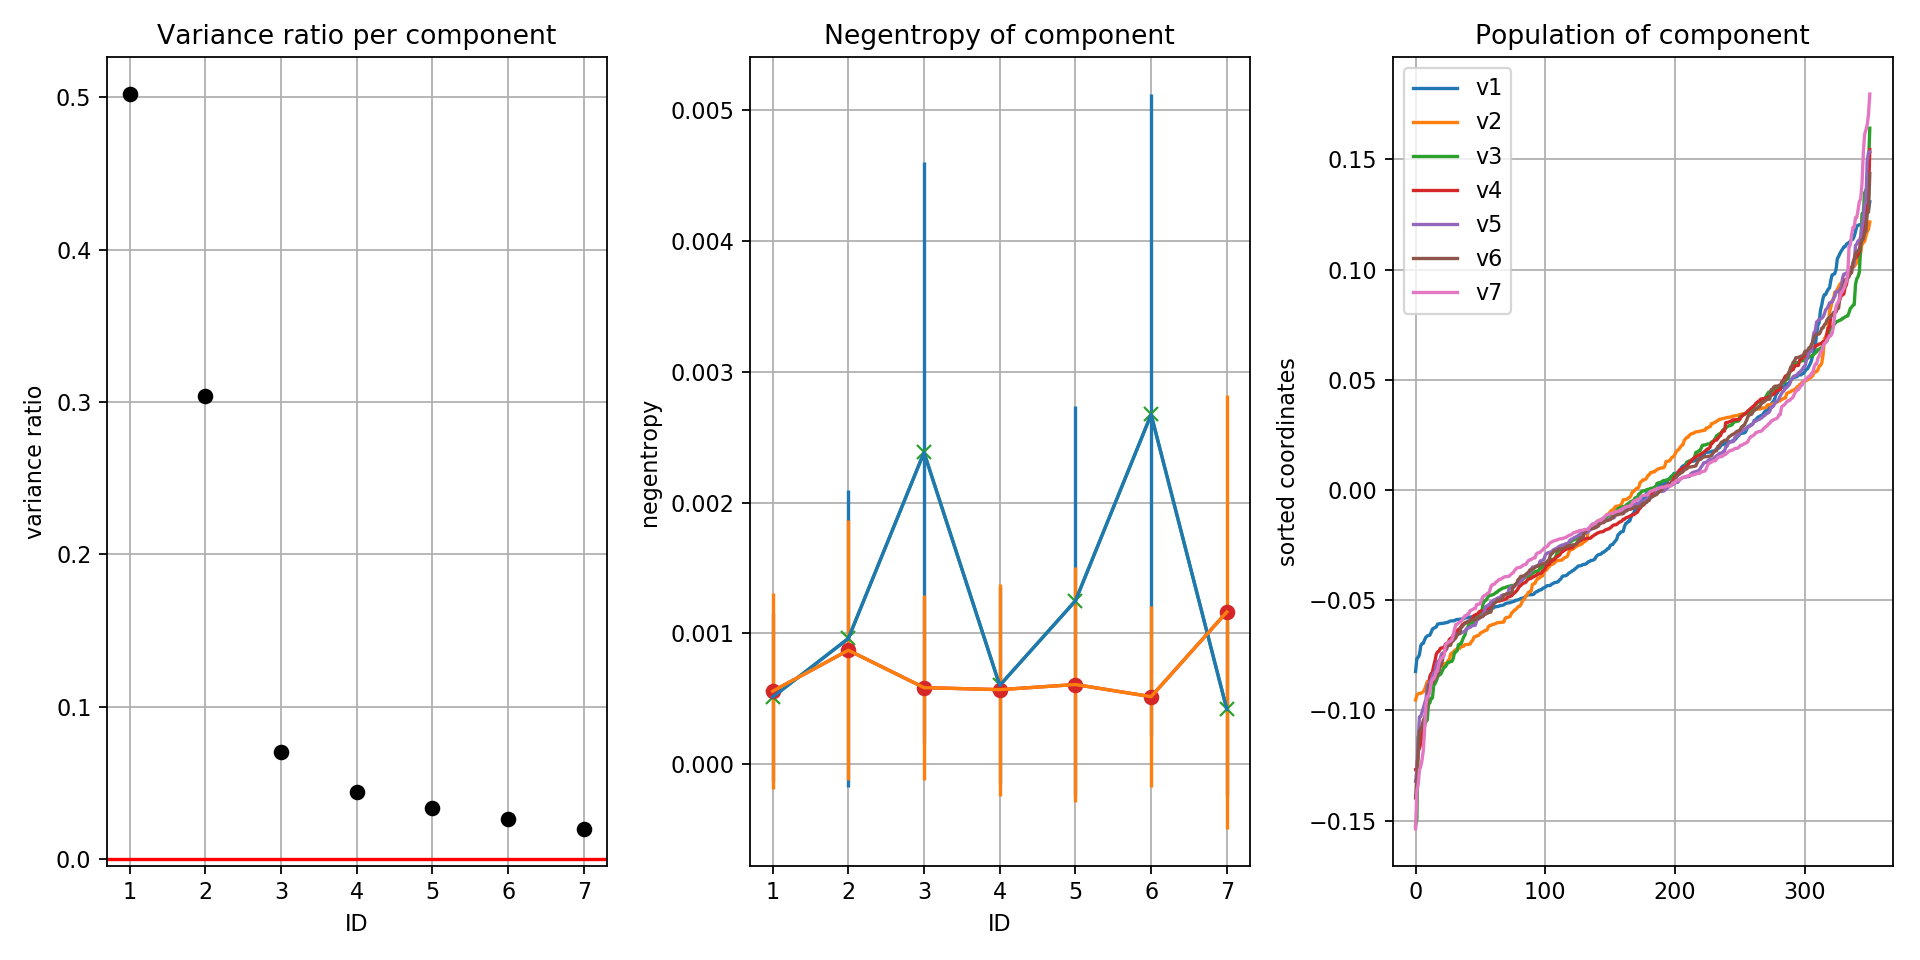 Variance ratio per component
variance ratio
0.5
0.4
0.3
0.2
0.1
0.0
1 2 3 4 5 6 7
ID
Negentropy of component
negentropy
0.005
0.004
0.003
0.002
0.001
0.000
1 2 3 4 5 6 7
ID
Population of component
sorted coordinates
0.15
0.10
0.05
0.00
−0.05
−0.10
−0.15
0 100 200 300
v1
v2
v3
v4
v5
v6
v7